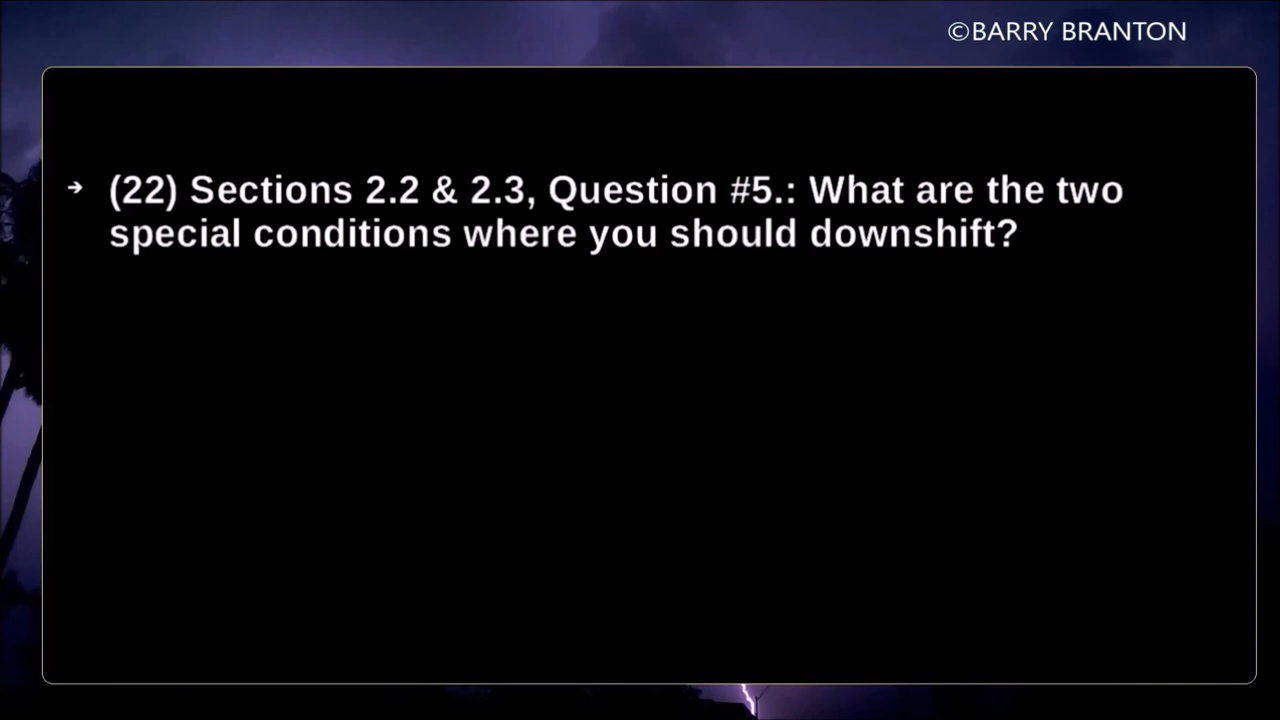 ©BARRY BRANTON
➔ (22) Sections 2.2 & 2.3, Question #5.: What are the two
special conditions where you should downshift?